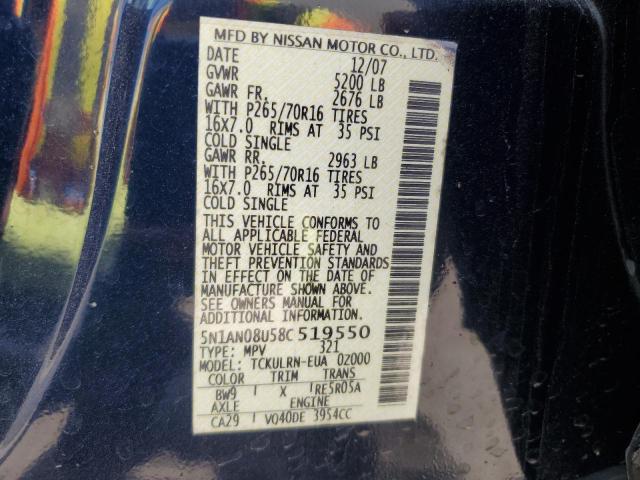 MFD BY NISSAN MOTOR CO., LTD.
DATE 12/07
GVWR 5200 LB
GAWR FR. 2676 LB
WITH P265/70R16 TIRES
16X7.0 RIMS AT 35 PSI
COLD SINGLE
GAWR RR. 2963 LB
WITH P265/70R16 TIRES
16X7.0 RIMS AT 35 PSI
COLD SINGLE
THIS VEHICLE CONFORMS TO
ALL APPLICABLE FEDERAL
MOTOR VEHICLE SAFETY AND
THEFT PREVENTION STANDARDS
IN EFFECT ON THE DATE OF
MANUFACTURE SHOWN ABOVE.
SEE OWNERS MANUAL FOR
ADDITIONAL INFORMATION.
5N1AN08U58C519550
TYPE: MPV 321
MODEL: TCKULRN-EUA 0Z000
COLOR TRIM TRANS
BW9 X RE5R05A
AXLE ENGINE
CA29 VQ40DE 3954CC